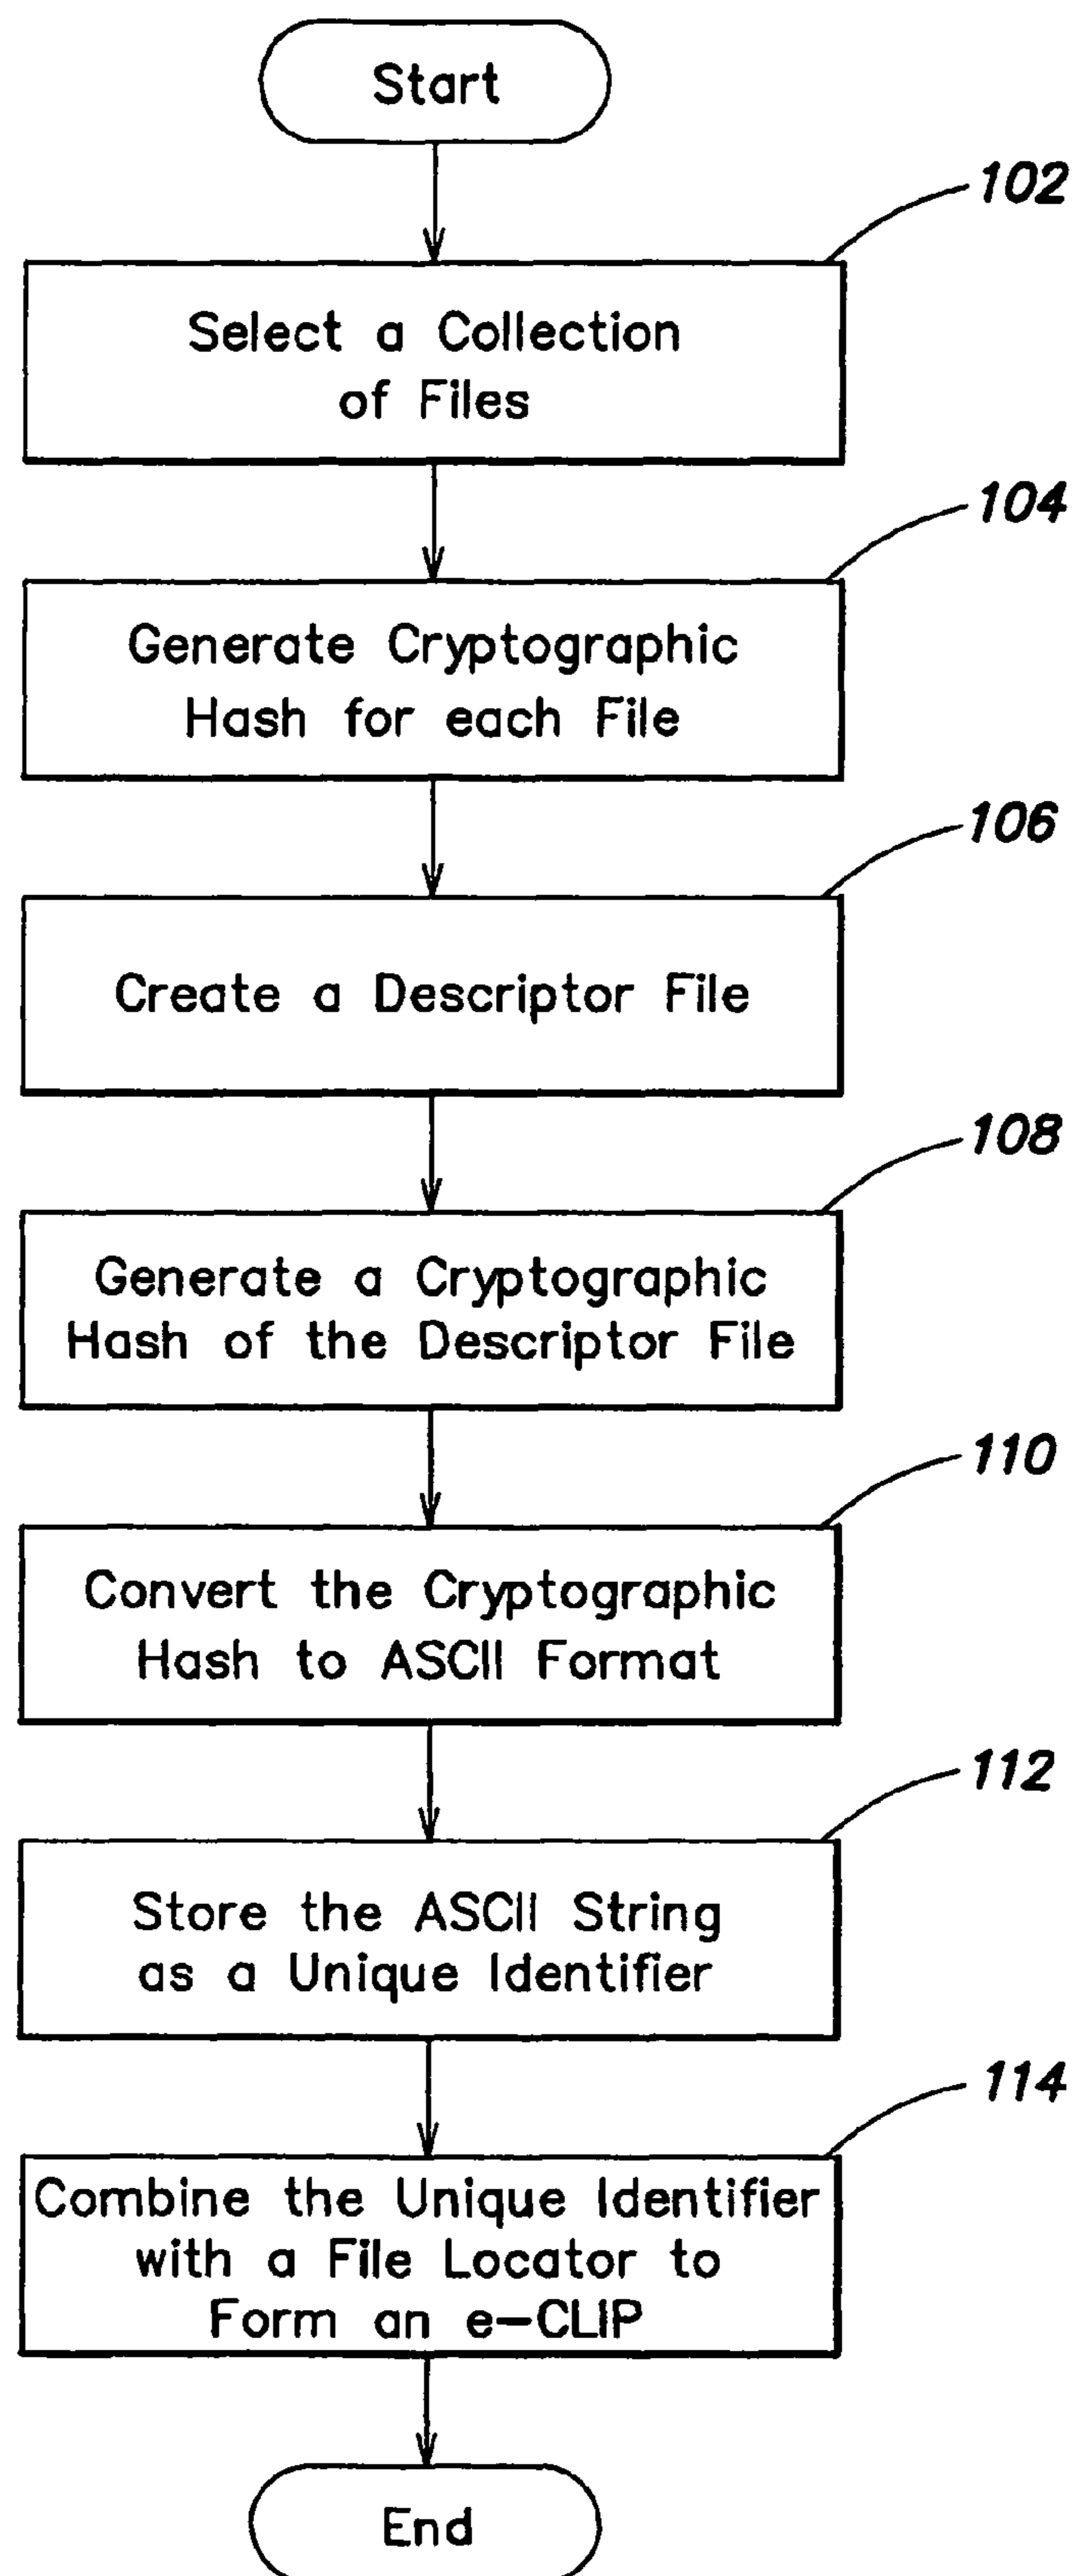 Start
102
Select a Collection
of Files
104
Generate Cryptographic
Hash for each File
106
Create a Descriptor File
108
Generate a Cryptographic
Hash of the Descriptor File
110
Convert the Cryptographic
Hash to ASCII Format
112
Store the ASCII String
as a Unique Identifier
114
Combine the Unique Identifier
with a File Locator to
Form an e-CLIP
End